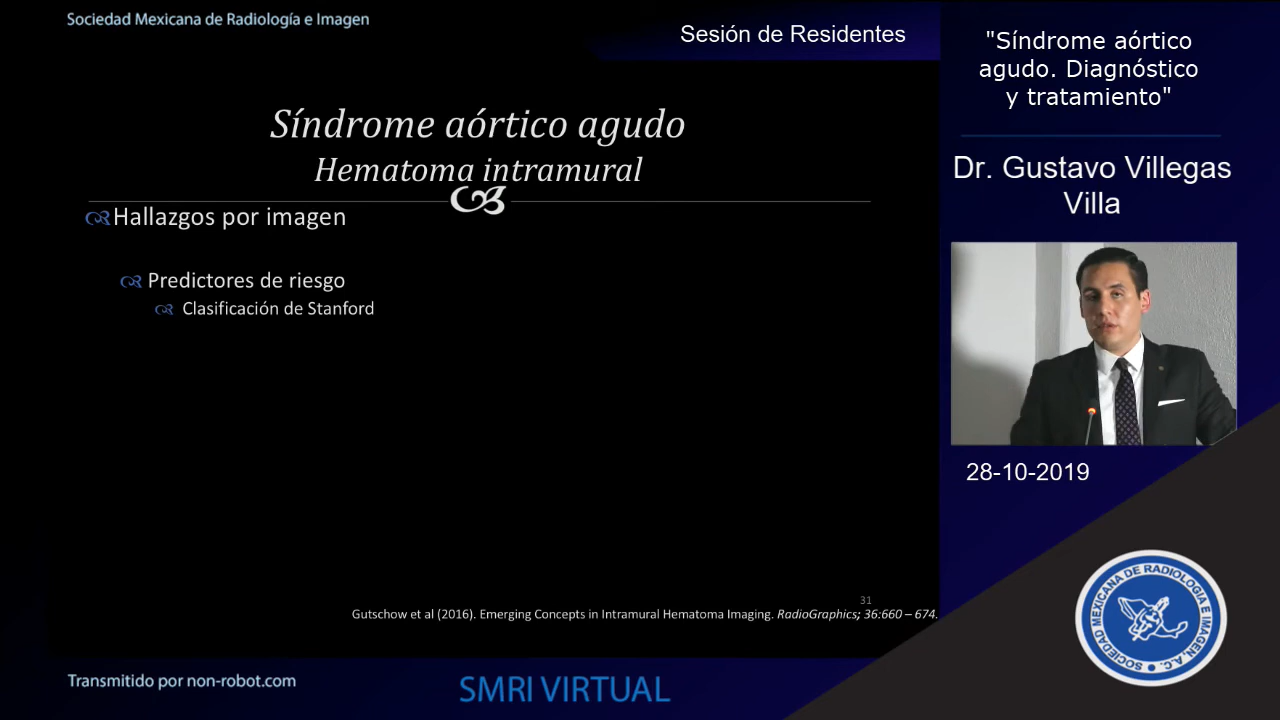 Sociedad Mexicana de Radiología e Imagen
Sesión de Residentes
Síndrome aórtico agudo
Hematoma intramural
Hallazgos por imagen
Predictores de riesgo
Clasificación de Stanford
31
Gutschow et al (2016). Emerging Concepts in Intramural Hematoma Imaging. RadioGraphics; 36:660 – 674.
"Síndrome aórtico
agudo. Diagnóstico
y tratamiento"
Dr. Gustavo Villegas
Villa
28-10-2019
SOCIEDAD MEXICANA DE RADIOLOGIA E IMAGEN, A.C.
Transmitido por non-robot.com
SMRI VIRTUAL